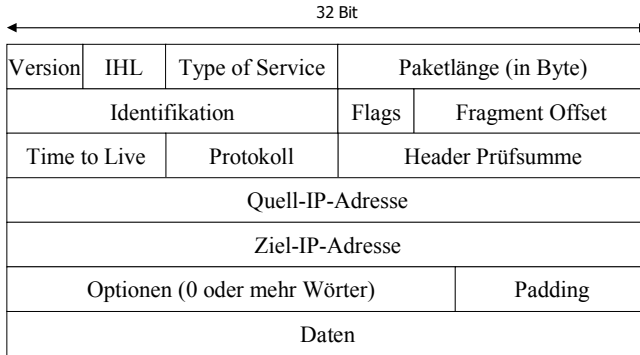 32 Bit
Version IHL Type of Service Paketlänge (in Byte)
Identifikation Flags Fragment Offset
Time to Live Protokoll Header Prüfsumme
Quell-IP-Adresse
Ziel-IP-Adresse
Optionen (0 oder mehr Wörter) Padding
Daten